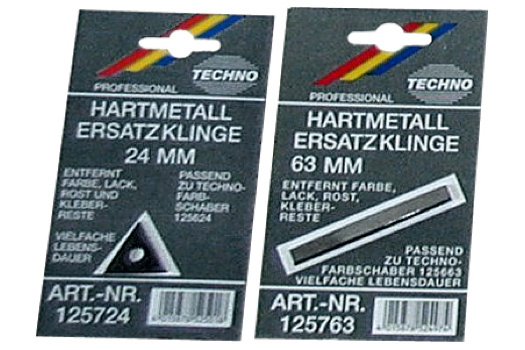 PROFESSIONAL
TECHNO
HARTMETALL
ERSATZKLINGE
24 MM
ENTFERNT
FARBE, LACK,
ROST UND
KLEBER-
RESTE
PASSEND
ZU TECHNO-
FARB-
SCHABER
125624
VIELFACHE
LEBENS-
DAUER
ART.-NR.
125724
PROFESSIONAL
TECHNO
HARTMETALL
ERSATZKLINGE
63 MM
ENTFERNT FARBE,
LACK, ROST,
KLEBER-
RESTE
PASSEND
ZU TECHNO-
FARBSCHABER 125663
VIELFACHE LEBENSDAUER
ART.-NR.
125763